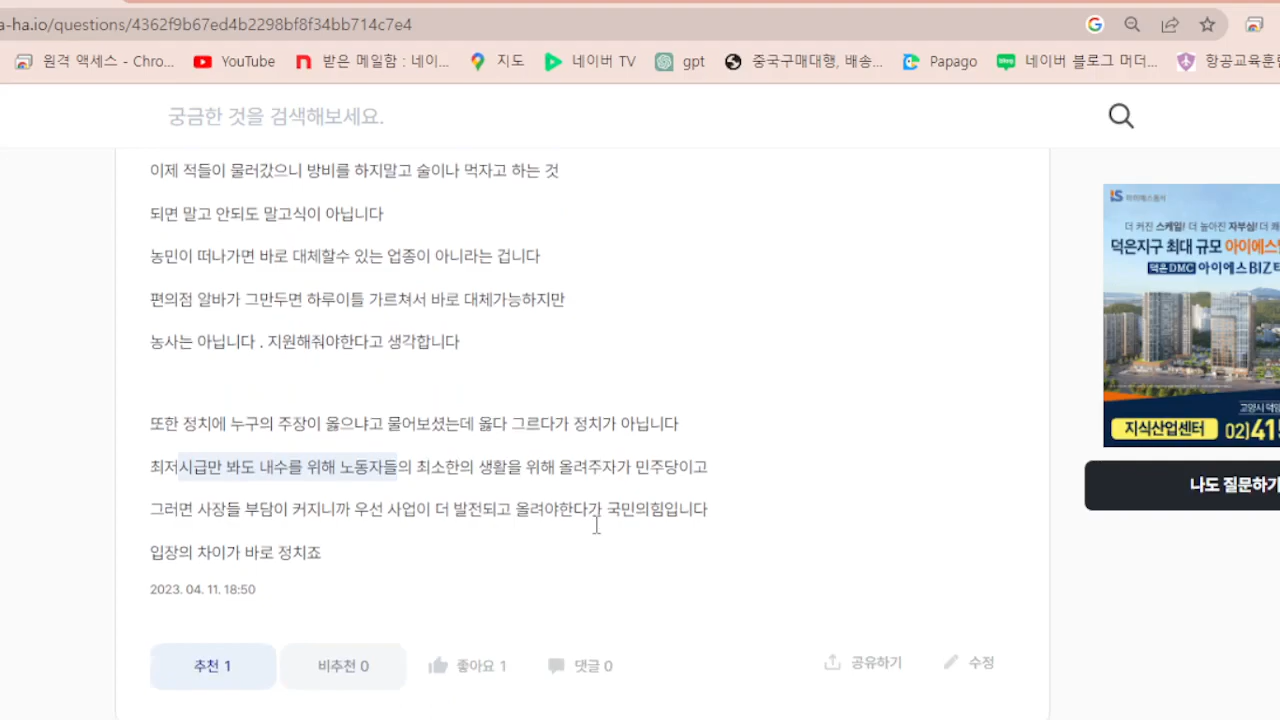 a-ha.io/questions/4362f9b67ed4b2298bf8f34bb714c7e4
원격 액세스 - Chro... YouTube 받은 메일함 : 네이... 지도 네이버 TV gpt 중국구매대행, 배송... Papago 네이버 블로그 머더... 항공교육훈련
궁금한 것을 검색해보세요.
이제 적들이 물러갔으니 방비를 하지말고 술이나 먹자고 하는 것
되면 말고 안되도 말고식이 아닙니다
농민이 떠나가면 바로 대체할수 있는 업종이 아니라는 겁니다
편의점 알바가 그만두면 하루이틀 가르쳐서 바로 대체가능하지만
농사는 아닙니다 . 지원해줘야한다고 생각합니다
또한 정치에 누구의 주장이 옳으냐고 물어보셨는데 옳다 그르다가 정치가 아닙니다
최저시급만 봐도 내수를 위해 노동자들의 최소한의 생활을 위해 올려주자가 민주당이고
그러면 사장들 부담이 커지니까 우선 사업이 더 발전되고 올려야한다가 국민의힘입니다
입장의 차이가 바로 정치죠
2023. 04. 11. 18:50
추천 1 비추천 0 좋아요 1 댓글 0 공유하기 수정
더 커진 스케일! 더 높아진 자부심! 더
덕은지구 최대 규모 아이에스
덕은DMC 아이에스BIZ
고양시 덕양
지식산업센터 02)41
나도 질문하기